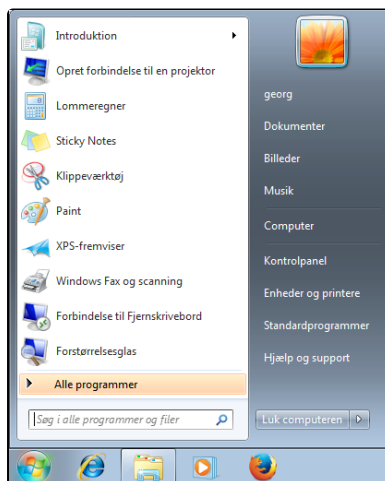 Introduktion
Opret forbindelse til en projektor
Lommeregner
Sticky Notes
Klippeværktøj
Paint
XPS-fremviser
Windows Fax og scanning
Forbindelse til Fjernskrivebord
Forstørrelsesglas
Alle programmer
Søg i alle programmer og filer
georg
Dokumenter
Billeder
Musik
Computer
Kontrolpanel
Enheder og printere
Standardprogrammer
Hjælp og support
Luk computeren